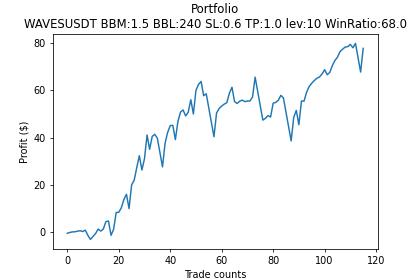 Portfolio
WAVESUSDT BBM:1.5 BBL:240 SL:0.6 TP:1.0 lev:10 WinRatio:68.0
80
60
40
20
0
Profit ($)
0 20 40 60 80 100 120
Trade counts